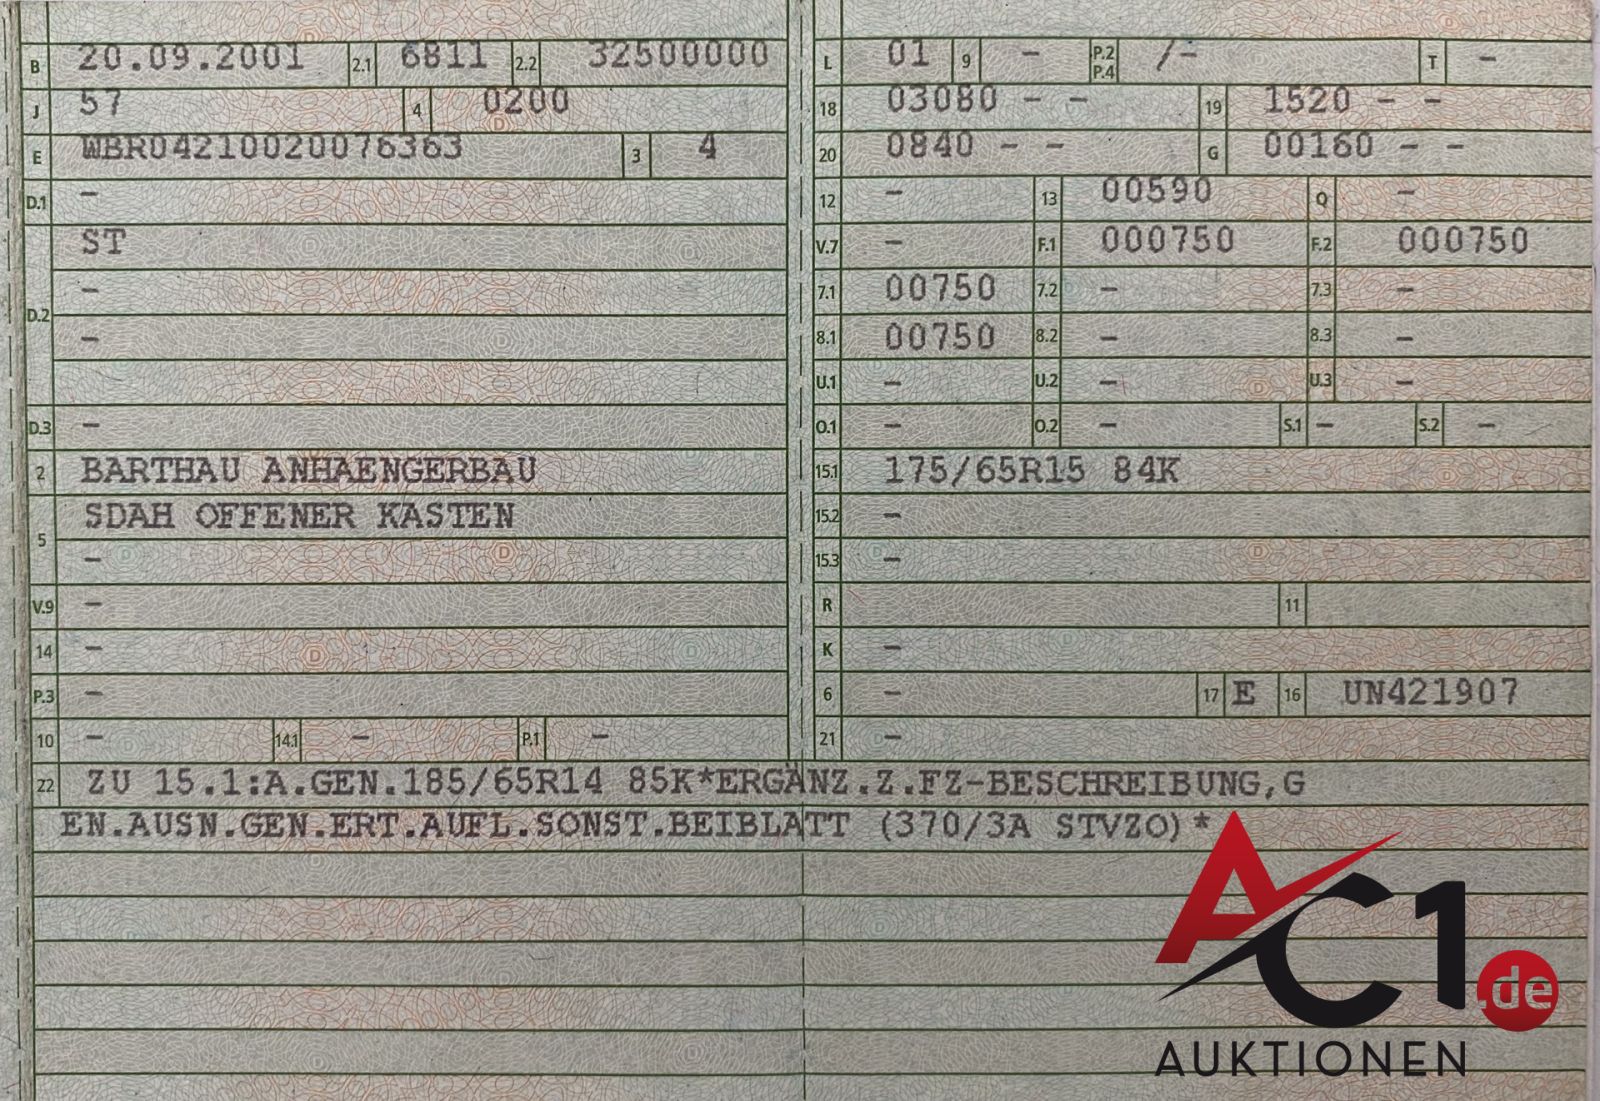 B 20.09.2001 2.1 6811 2.2 32500000
J 57 4 0200
E WBR04210020076363 3 4
D.1 -
ST
D.2 -
-
D.3 -
2 BARTHAU ANHAENGERBAU
5 SDAH OFFENER KASTEN
-
V.9 -
14 -
P.3 -
10 - 14.1 - P.1 -
L 01 9 - P.2 P.4 /- T -
18 03080 - - 19 1520 - -
20 0840 - - G 00160 - -
12 - 13 00590 Q -
V.7 - F.1 000750 F.2 000750
7.1 00750 7.2 - 7.3 -
8.1 00750 8.2 - 8.3 -
U.1 - U.2 - U.3 -
O.1 - O.2 - S.1 - S.2 -
15.1 175/65R15 84K
15.2 -
15.3 -
R - 11
K -
6 - 17 E 16 UN421907
21 -
22 ZU 15.1:A.GEN.185/65R14 85K*ERGÄNZ.Z.FZ-BESCHREIBUNG,G
EN.AUSN.GEN.ERT.AUFL.SONST.BEIBLATT (370/3A STVZO)*
AC1.de
AUKTIONEN